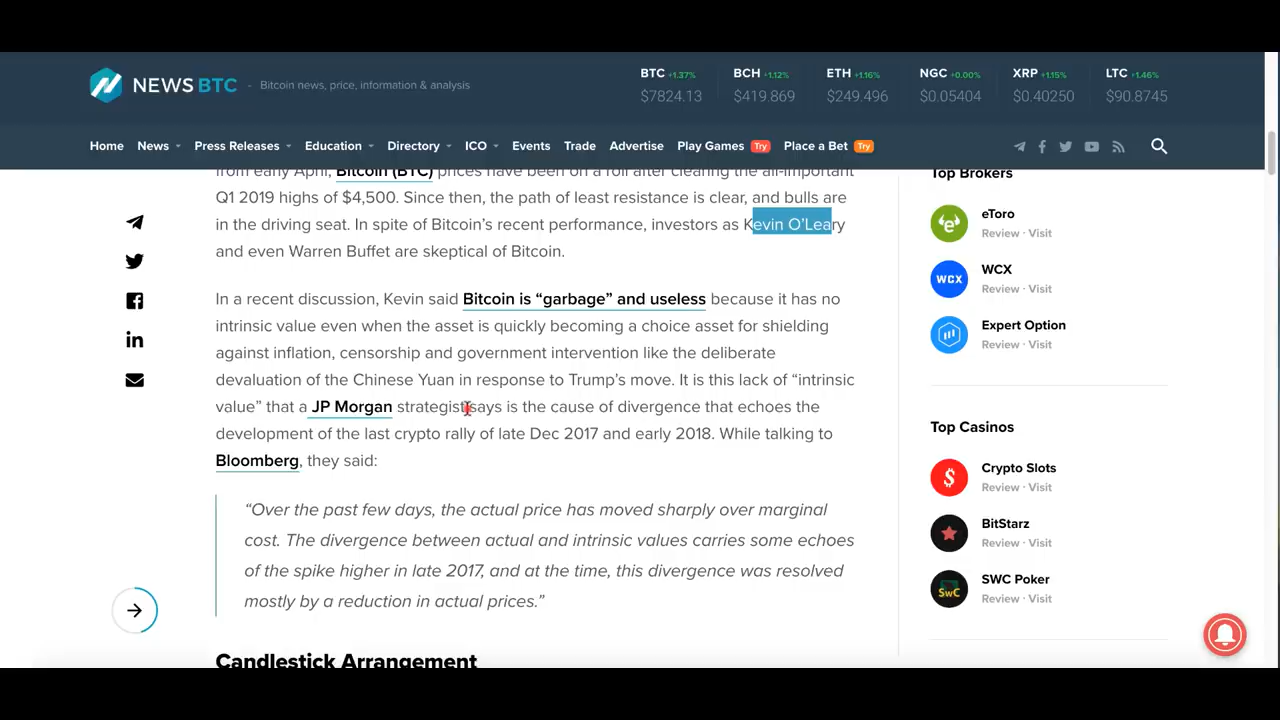 NEWS BTC - Bitcoin news, price, information & analysis
BTC +1.37% BCH +1.12% ETH +1.16% NGC +0.00% XRP +1.15% LTC +1.46%
$7824.13 $419.869 $249.496 $0.05404 $0.40250 $90.8745
Home News Press Releases Education Directory ICO Events Trade Advertise Play Games Try Place a Bet Try
from early April, Bitcoin (BTC) prices have been on a roll after clearing the all-important
Q1 2019 highs of $4,500. Since then, the path of least resistance is clear, and bulls are
in the driving seat. In spite of Bitcoin's recent performance, investors as Kevin O'Leary
and even Warren Buffet are skeptical of Bitcoin.
In a recent discussion, Kevin said Bitcoin is “garbage” and useless because it has no
intrinsic value even when the asset is quickly becoming a choice asset for shielding
against inflation, censorship and government intervention like the deliberate
devaluation of the Chinese Yuan in response to Trump's move. It is this lack of “intrinsic
value” that a JP Morgan strategist says is the cause of divergence that echoes the
development of the last crypto rally of late Dec 2017 and early 2018. While talking to
Bloomberg, they said:
“Over the past few days, the actual price has moved sharply over marginal
cost. The divergence between actual and intrinsic values carries some echoes
of the spike higher in late 2017, and at the time, this divergence was resolved
mostly by a reduction in actual prices.”
Candlestick Arrangement
Top Brokers
eToro
Review · Visit
WCX
WCX
Review · Visit
Expert Option
Review · Visit
Top Casinos
Crypto Slots
Review · Visit
BitStarz
Review · Visit
SWC Poker
SwC
Review · Visit